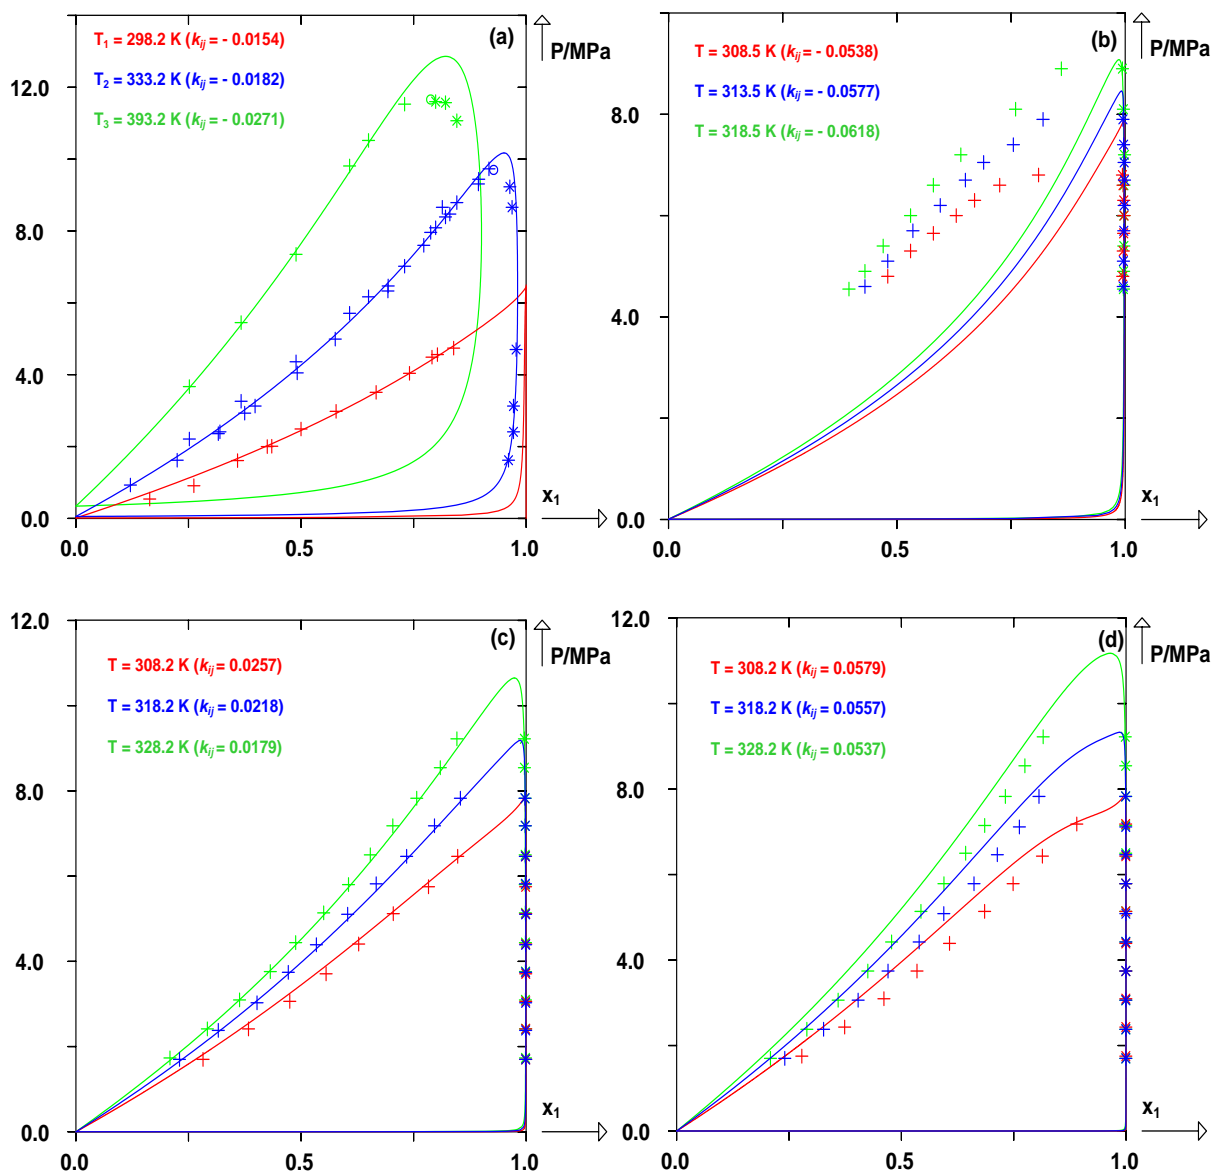 (a)
P/MPa
T₁ = 298.2 K (kᵢⱼ = - 0.0154)
T₂ = 333.2 K (kᵢⱼ = - 0.0182)
T₃ = 393.2 K (kᵢⱼ = - 0.0271)
12.0
8.0
4.0
0.0
x₁
0.0 0.5 1.0
(b)
P/MPa
T = 308.5 K (kᵢⱼ = - 0.0538)
T = 313.5 K (kᵢⱼ = - 0.0577)
T = 318.5 K (kᵢⱼ = - 0.0618)
8.0
4.0
0.0
x₁
0.0 0.5 1.0
12.0
(c)
P/MPa
T = 308.2 K (kᵢⱼ = 0.0257)
T = 318.2 K (kᵢⱼ = 0.0218)
T = 328.2 K (kᵢⱼ = 0.0179)
8.0
4.0
0.0
x₁
0.0 0.5 1.0
12.0
(d)
P/MPa
T = 308.2 K (kᵢⱼ = 0.0579)
T = 318.2 K (kᵢⱼ = 0.0557)
T = 328.2 K (kᵢⱼ = 0.0537)
8.0
4.0
0.0
x₁
0.0 0.5 1.0